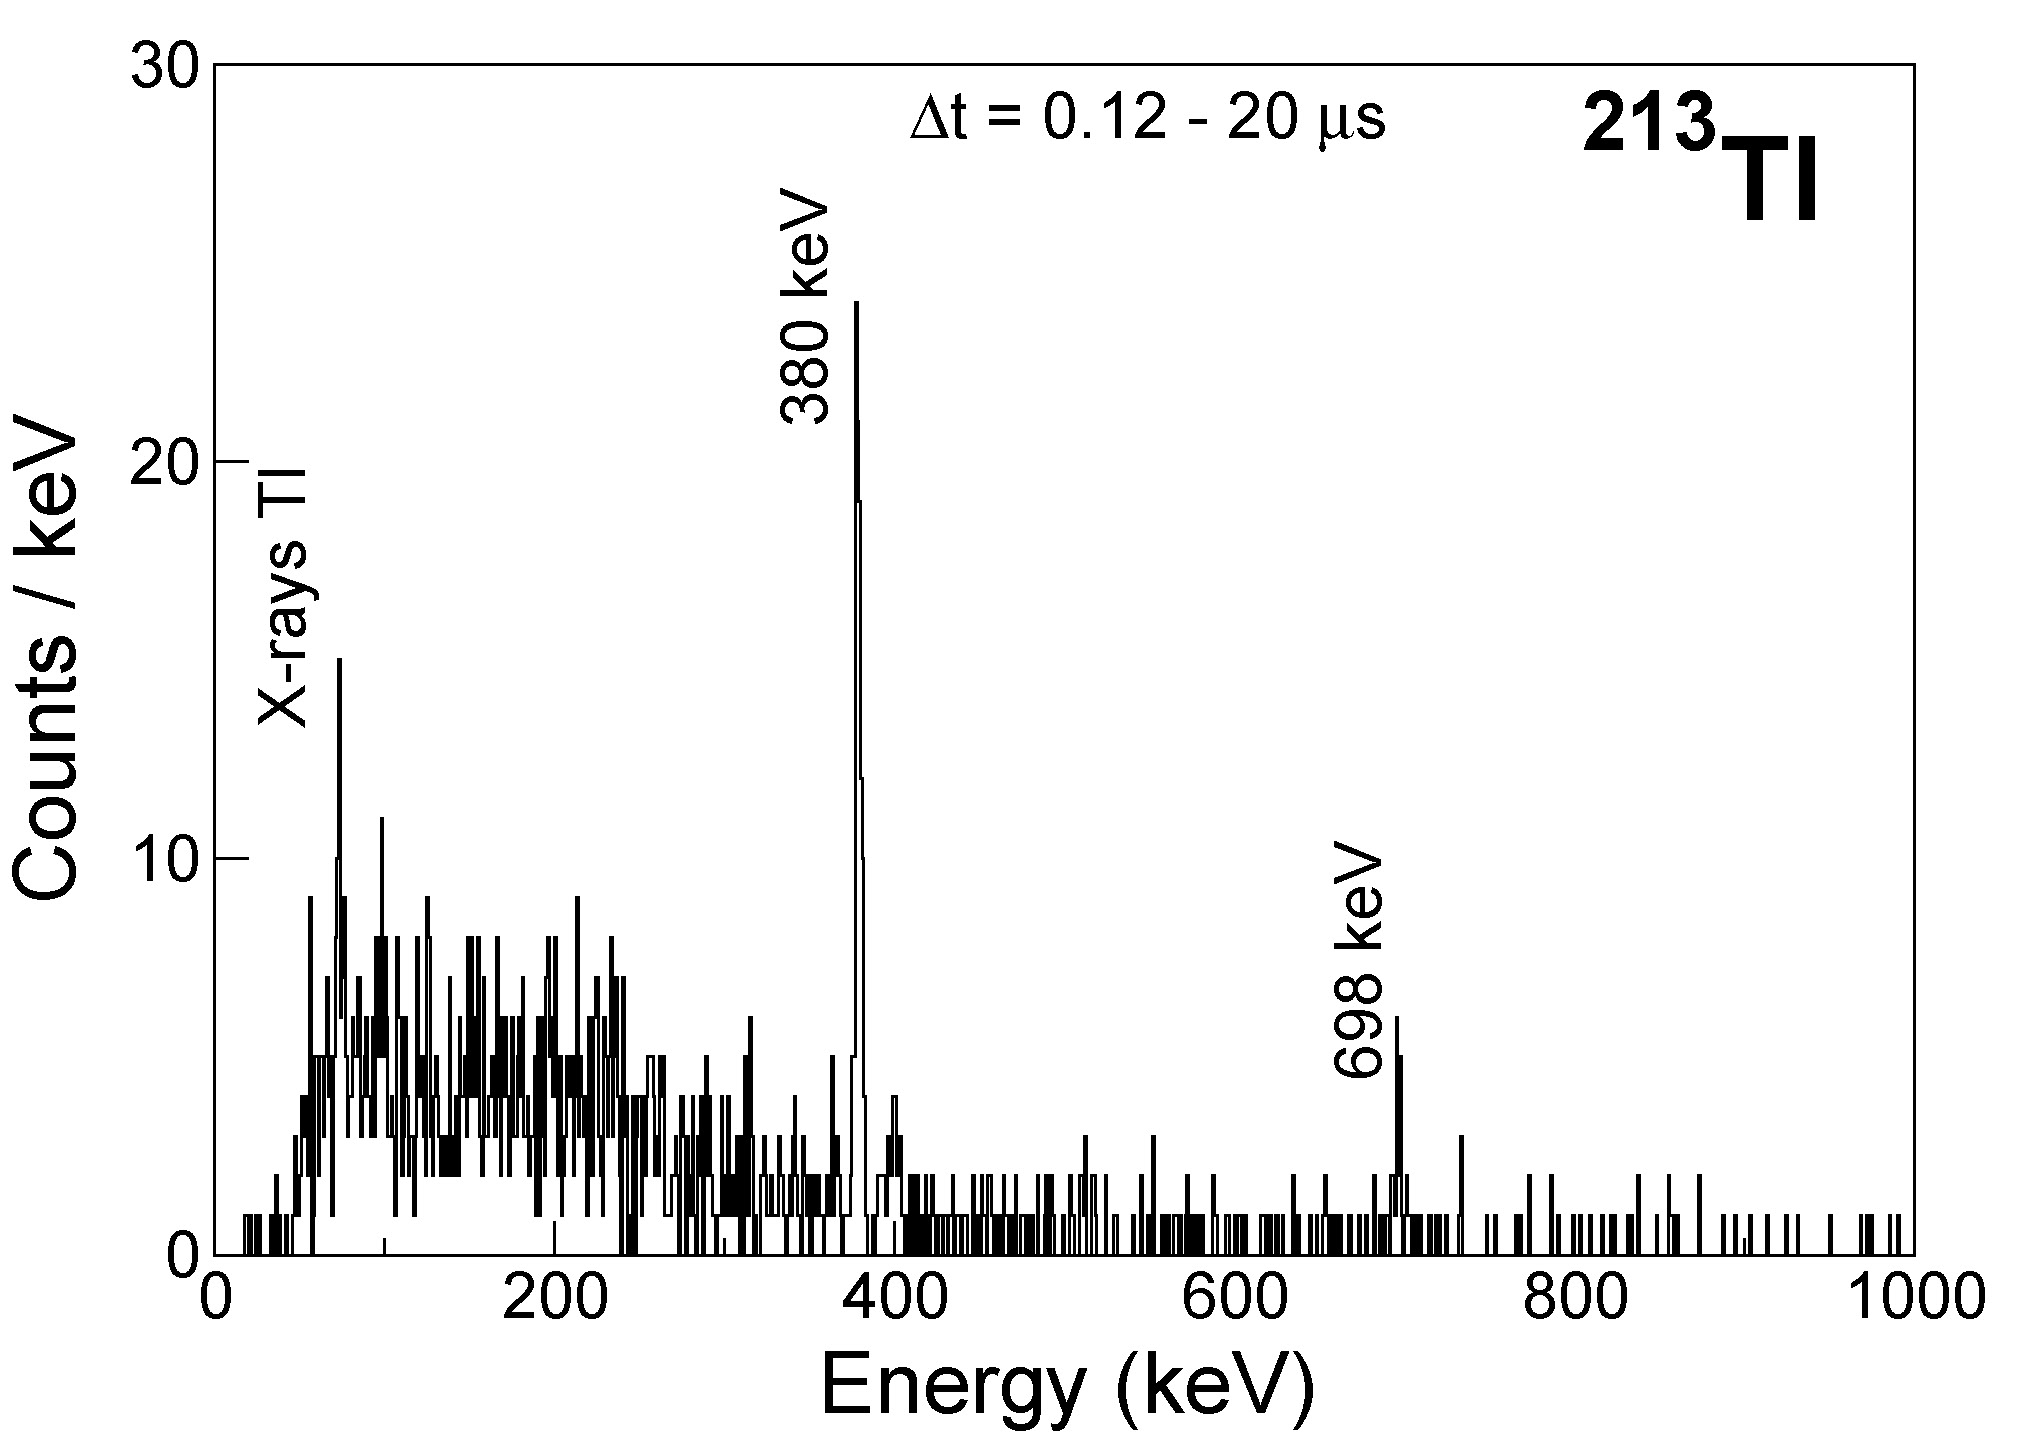 30
20
10
0
Counts / keV
Δt = 0.12 - 20 μs
²¹³Tl
X-rays Tl
380 keV
698 keV
0 200 400 600 800 1000
Energy (keV)